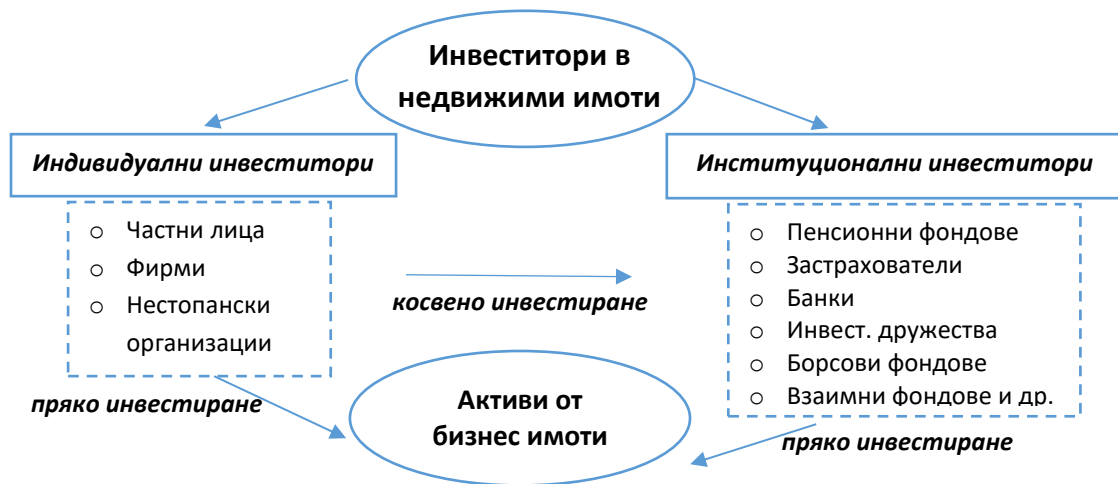 Инвеститори в
недвижими имоти
Индивидуални инвеститори
Институционални инвеститори
o Частни лица
o Фирми
o Нестопански
организации
косвено инвестиране
o Пенсионни фондове
o Застрахователи
o Банки
o Инвест. дружества
o Борсови фондове
o Взаимни фондове и др.
пряко инвестиране
Активи от
бизнес имоти
пряко инвестиране